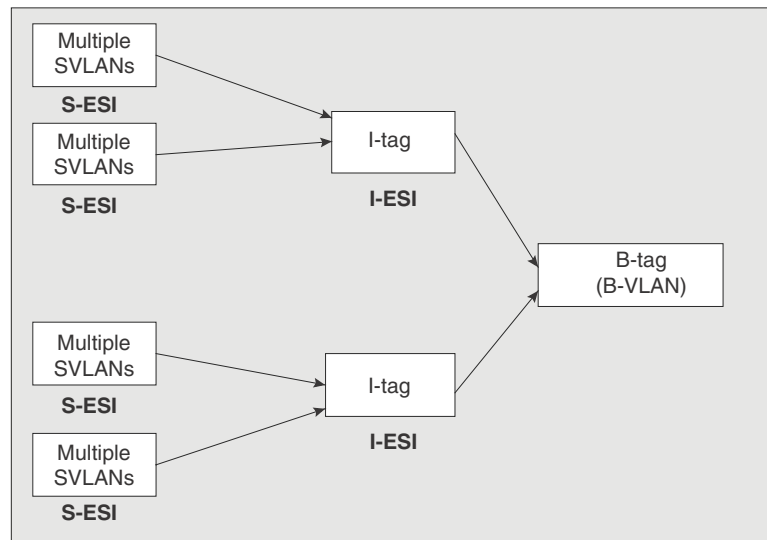 Multiple
SVLANs
S-ESI
Multiple
SVLANs
S-ESI
I-tag
I-ESI
B-tag
(B-VLAN)
Multiple
SVLANs
S-ESI
I-tag
I-ESI
Multiple
SVLANs
S-ESI